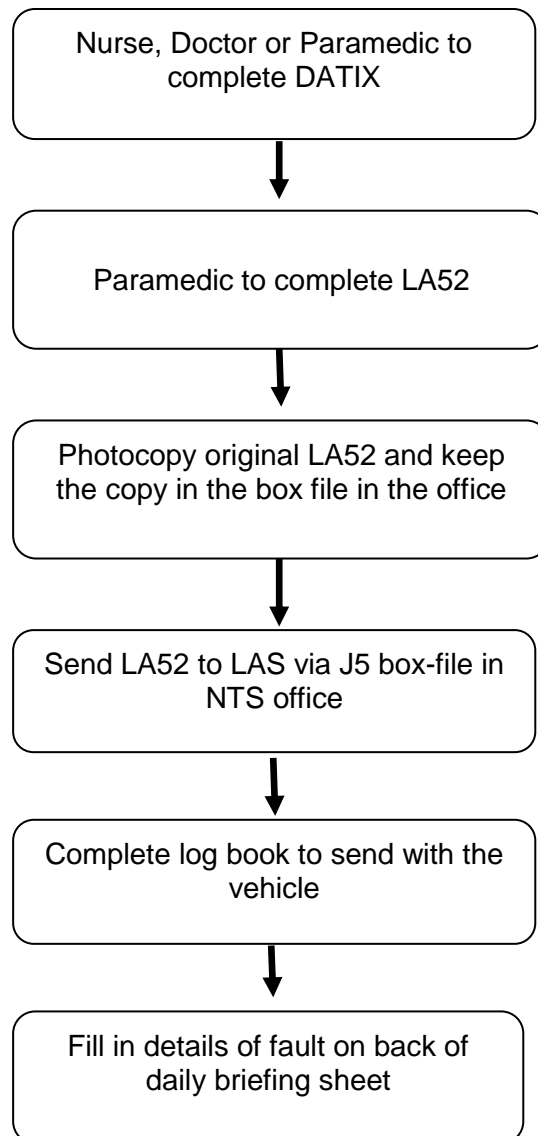 Nurse, Doctor or Paramedic to
complete DATIX
Paramedic to complete LA52
Photocopy original LA52 and keep
the copy in the box file in the office
Send LA52 to LAS via J5 box-file in
NTS office
Complete log book to send with the
vehicle
Fill in details of fault on back of
daily briefing sheet